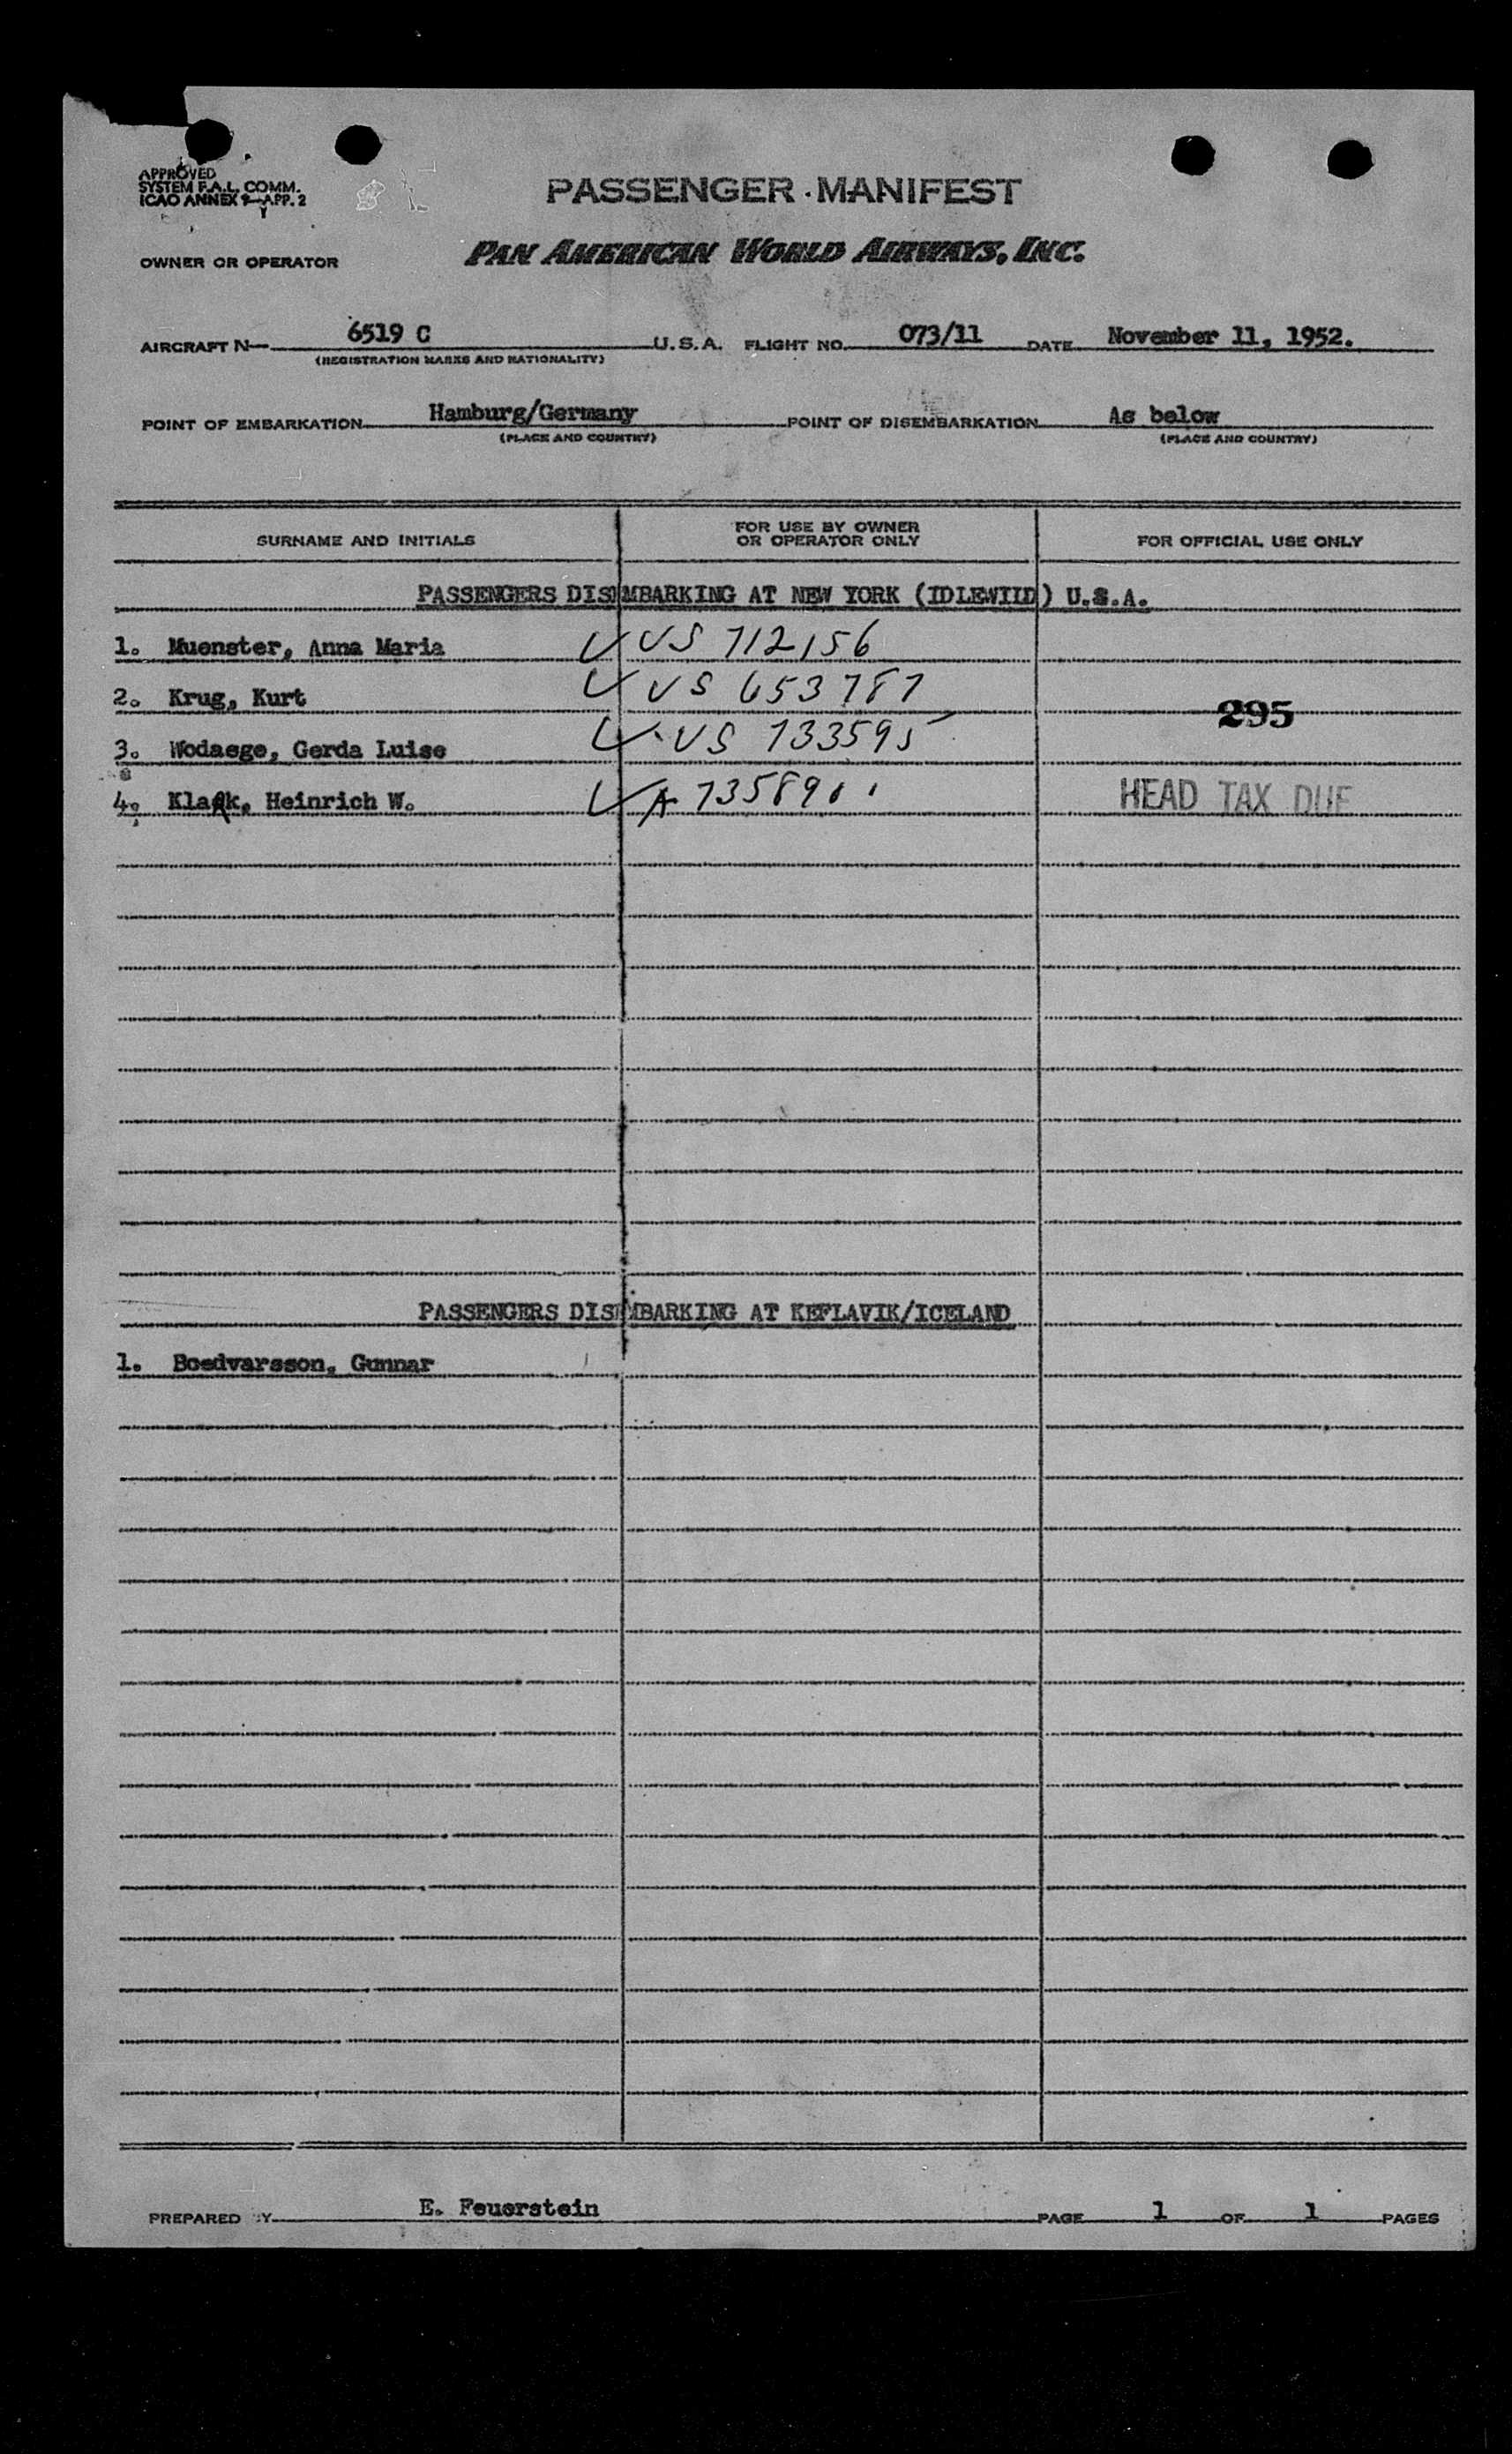 APPROVED
SYSTEM F.A.L. COMM.
ICAO ANNEX 9—APP. 2
PASSENGER MANIFEST
OWNER OR OPERATOR PAN AMERICAN WORLD AIRWAYS, INC.
AIRCRAFT N— 6519 C U.S.A. FLIGHT NO. 073/11 DATE November 11, 1952.
(REGISTRATION MARKS AND NATIONALITY)
POINT OF EMBARKATION Hamburg/Germany POINT OF DISEMBARKATION As below
(PLACE AND COUNTRY) (PLACE AND COUNTRY)
SURNAME AND INITIALS FOR USE BY OWNER OR OPERATOR ONLY FOR OFFICIAL USE ONLY
PASSENGERS DISEMBARKING AT NEW YORK (IDLEWILD) U.S.A.
1. Muenster, Anna Maria VS 712156
2. Krug, Kurt VS 653787
295
3. Wodaege, Gerda Luise VS 733595
4. Heinrich W. A
HEAD TAX DUE
PASSENGERS DISEMBARKING AT KEFLAVIK/ICELAND
1. Boedvarsson, Gunnar
PREPARED BY E. Feuerstein PAGE 1 OF 1 PAGES